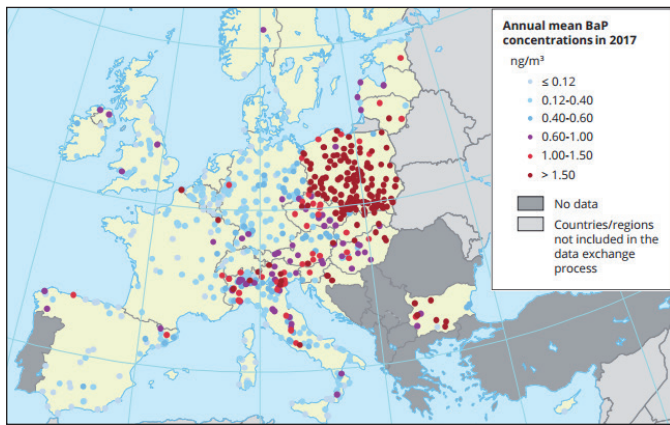 Annual mean BaP
concentrations in 2017
ng/m³
≤ 0.12
0.12-0.40
0.40-0.60
0.60-1.00
1.00-1.50
> 1.50
No data
Countries/regions
not included in the
data exchange
process